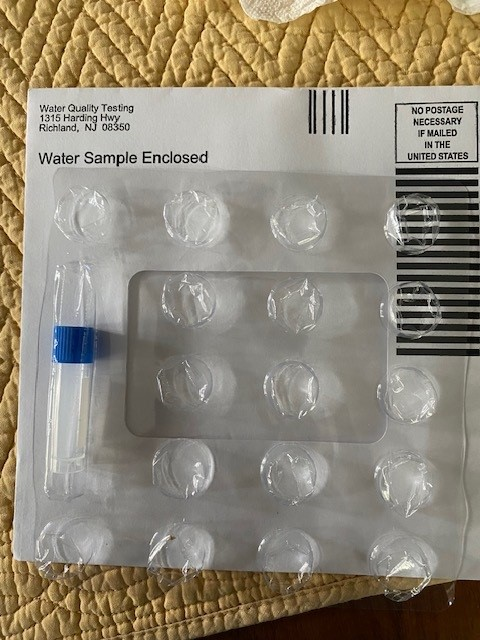 Water Quality Testing
1315 Harding Hwy
Richland, NJ 08350
Water Sample Enclosed
NO POSTAGE
NECESSARY
IF MAILED
IN THE
UNITED STATES